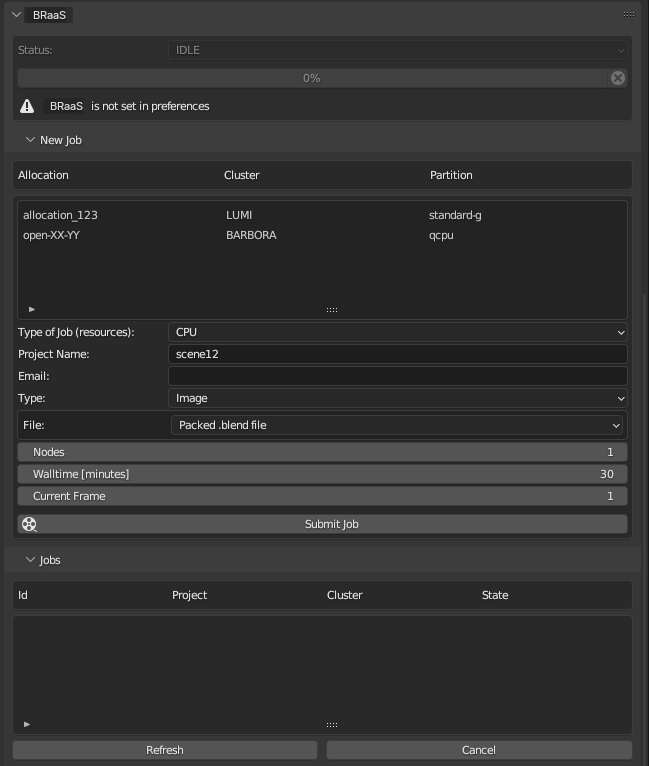 BRaaS
Status: IDLE
0%
BRaaS is not set in preferences
New Job
Allocation Cluster Partition
allocation_123 LUMI standard-g
open-XX-YY BARBORA qcpu
Type of Job (resources): CPU
Project Name: scene12
Email:
Type: Image
File: Packed .blend file
Nodes 1
Walltime [minutes] 30
Current Frame 1
Submit Job
Jobs
Id Project Cluster State
Refresh Cancel